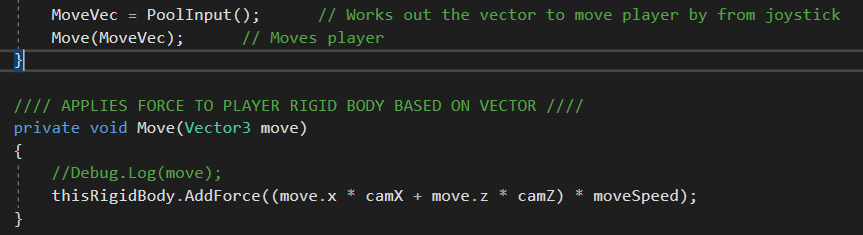 MoveVec = PoolInput();      // Works out the vector to move player by from joystick
Move(MoveVec);      // Moves player
}
//// APPLIES FORCE TO PLAYER RIGID BODY BASED ON VECTOR ////
private void Move(Vector3 move)
{
//Debug.Log(move);
thisRigidBody.AddForce((move.x * camX + move.z * camZ) * moveSpeed);
}